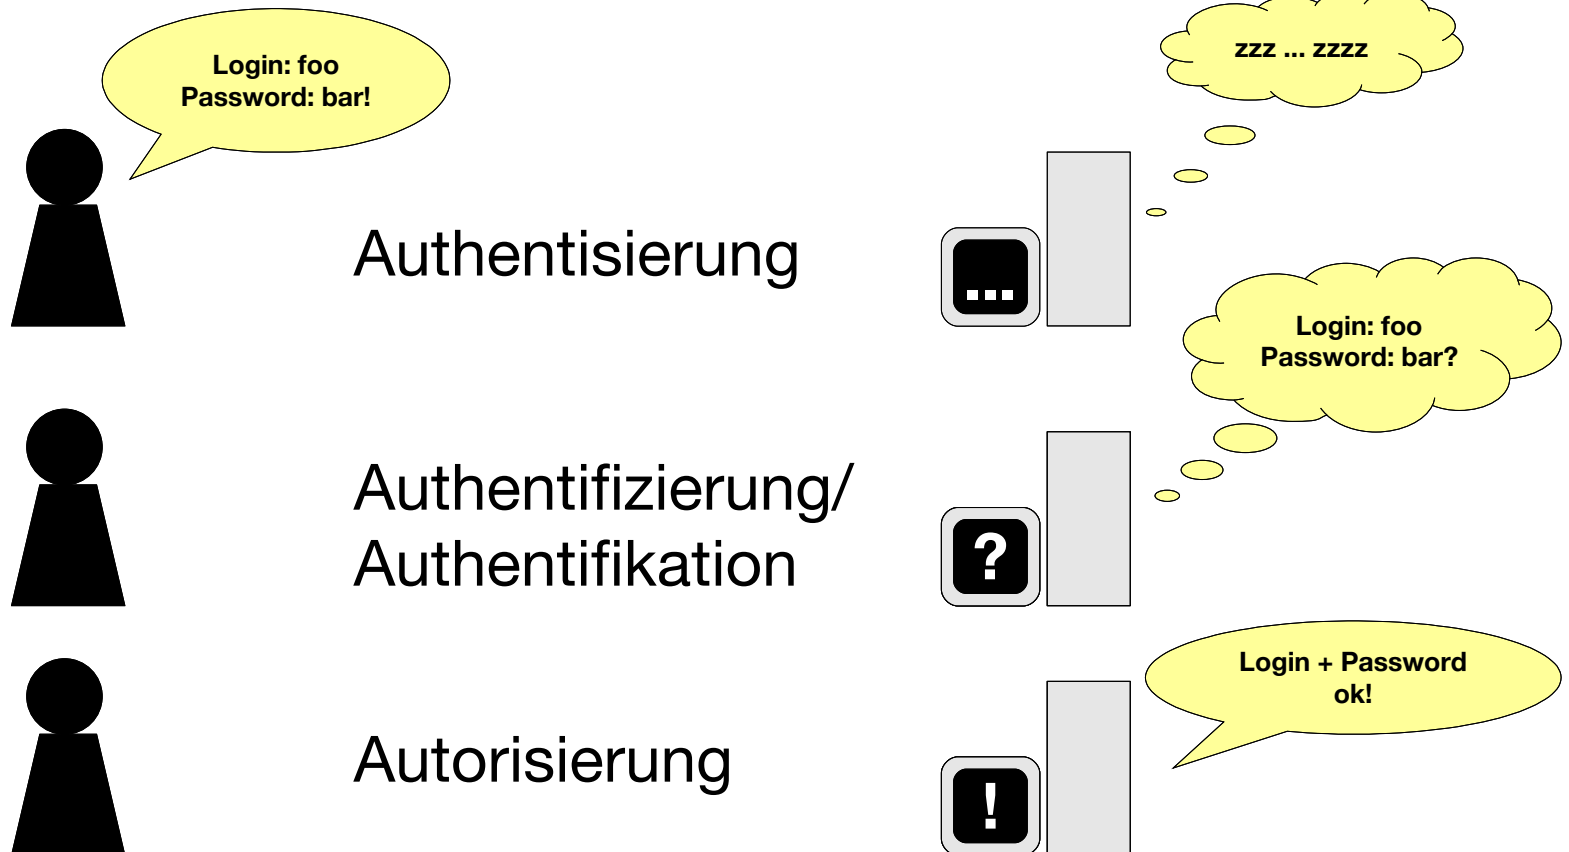 Login: foo
Password: bar!
zzz ... zzzz
Authentisierung
...
Login: foo
Password: bar?
Authentifizierung/
Authentifikation
?
Login + Password
ok!
Autorisierung
!